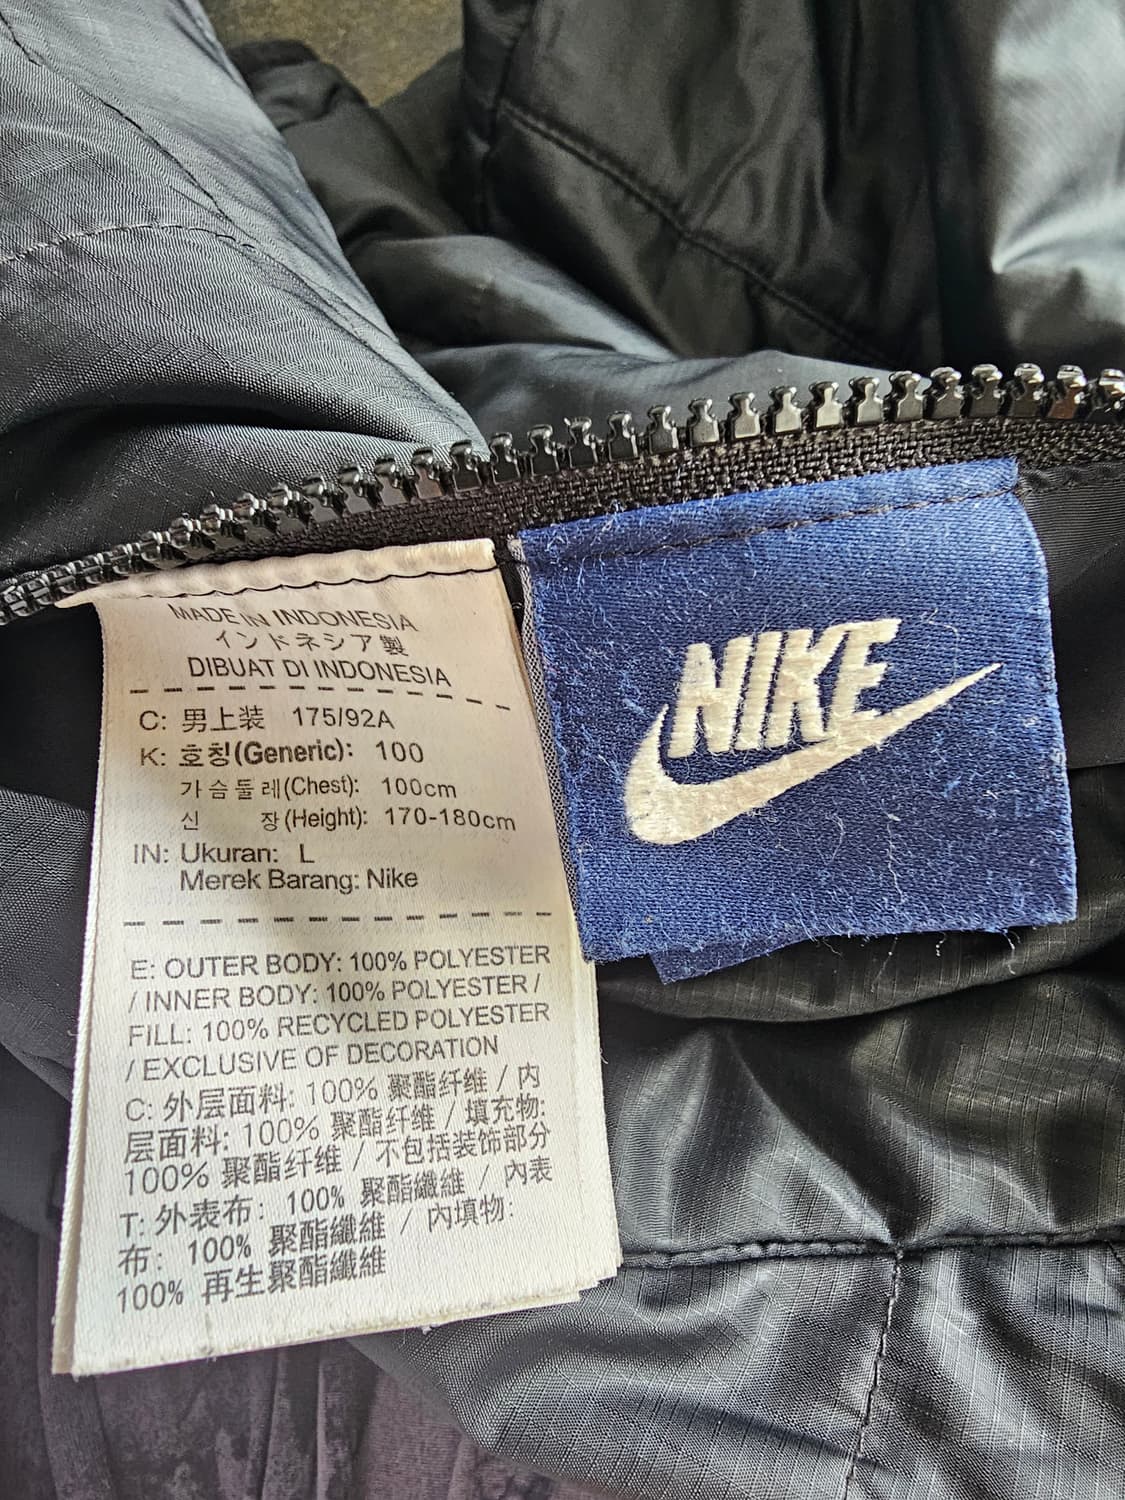 MADE IN INDONESIA
インドネシア製
DIBUAT DI INDONESIA
C: 男上装 175/92A
K: 호칭(Generic): 100
가슴둘레(Chest): 100cm
신 장(Height): 170-180cm
IN: Ukuran: L
Merek Barang: Nike
E: OUTER BODY: 100% POLYESTER
/ INNER BODY: 100% POLYESTER /
FILL: 100% RECYCLED POLYESTER
/ EXCLUSIVE OF DECORATION
C: 外层面料: 100% 聚酯纤维 / 内
层面料: 100% 聚酯纤维 / 填充物:
100% 聚酯纤维 / 不包括装饰部分
T: 外表布: 100% 聚酯纖維 / 內表
布: 100% 聚酯纖維 / 內填物:
100% 再生聚酯纖維
NIKE